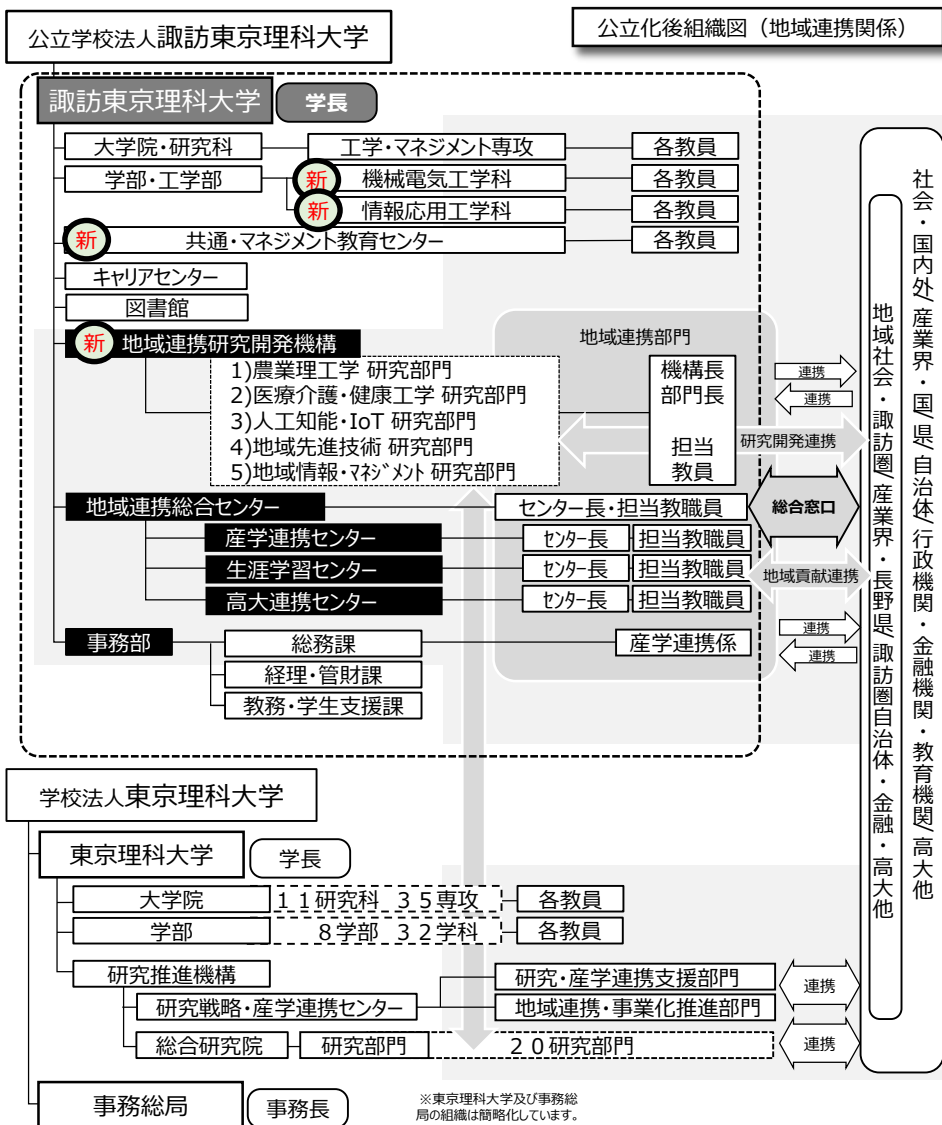 公立化後組織図（地域連携関係）
公立学校法人諏訪東京理科大学
諏訪東京理科大学
学長
大学院・研究科
工学・マネジメント専攻
各教員
学部・工学部
新
機械電気工学科
各教員
新
情報応用工学科
各教員
新
共通・マネジメント教育センター
各教員
キャリアセンター
図書館
新
地域連携研究開発機構
1)農業理工学 研究部門
2)医療介護・健康工学 研究部門
3)人工知能・IoT 研究部門
4)地域先進技術 研究部門
5)地域情報・ﾏﾈｼﾞﾒﾝﾄ 研究部門
地域連携部門
機構長
部門長
担当
教員
連携
連携
研究開発連携
地域連携総合センター
センター長・担当教職員
総合窓口
産学連携センター
ｾﾝﾀｰ長
担当教職員
生涯学習センター
ｾﾝﾀｰ長
担当教職員
地域貢献連携
高大連携センター
ｾﾝﾀｰ長
担当教職員
事務部
総務課
産学連携係
連携
連携
経理・管財課
教務・学生支援課
社会・国内外/産業界・国/県/自治体/行政機関・金融機関・教育機関/高大他
地域社会・諏訪圏/産業界・長野県/諏訪圏自治体・金融・高大他
学校法人東京理科大学
東京理科大学
学長
大学院
１１研究科 ３５専攻
各教員
学部
８学部 ３２学科
各教員
研究推進機構
研究戦略・産学連携センター
研究・産学連携支援部門
地域連携・事業化推進部門
連携
総合研究院
研究部門
２０研究部門
連携
事務総局
事務長
※東京理科大学及び事務総
局の組織は簡略化しています。